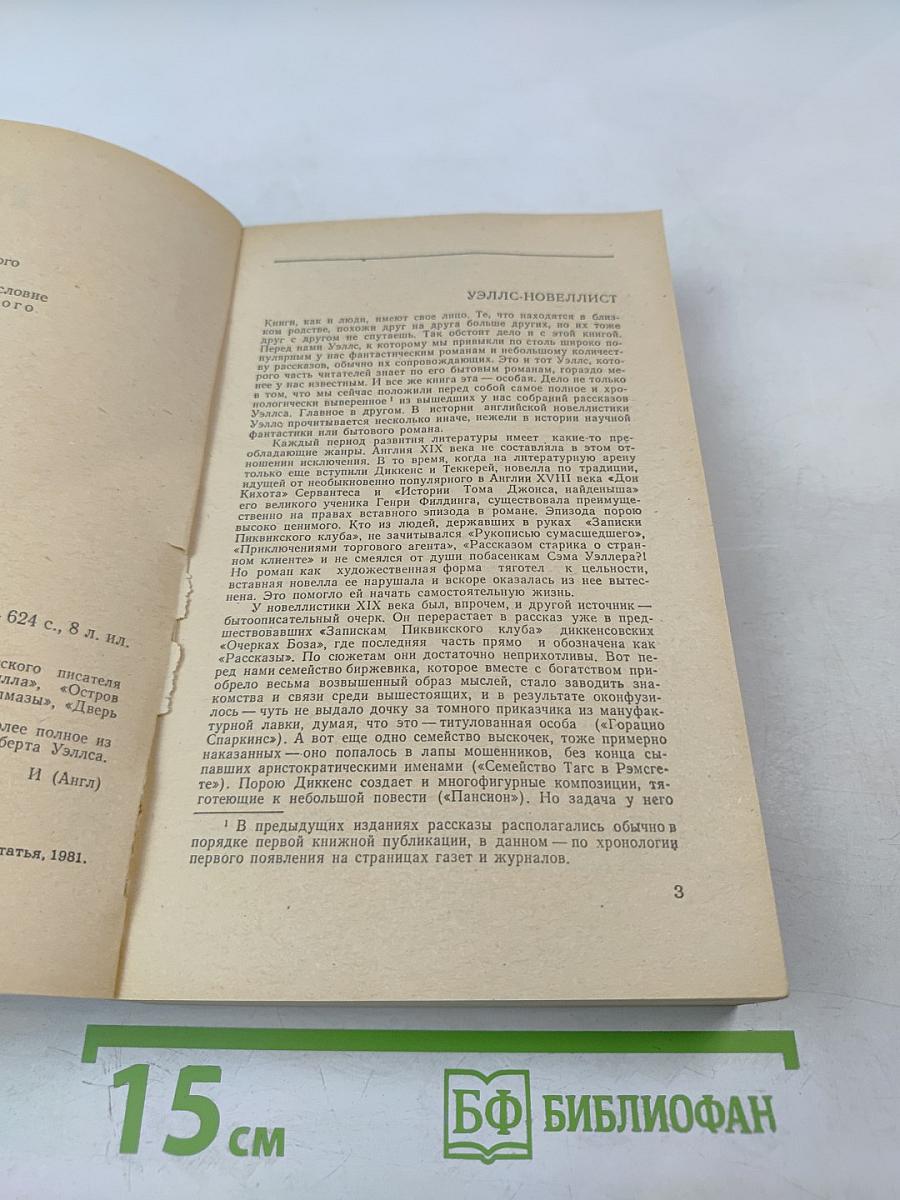 ого
словие
ого
624 с., 8 л. ил.
ского писателя
лла», «Остров
лмазы», «Дверь
лее полное из
берта Уэллса.
И (Англ)
татья, 1981.
УЭЛЛС-НОВЕЛЛИСТ
Книги, как и люди, имеют свое лицо. Те, что находятся в близ-
ком родстве, похожи друг на друга больше других, но их тоже
друг с другом не спутаешь. Так обстоит дело и с этой книгой.
Перед нами Уэллс, к которому мы привыкли по столь широко по-
пулярным у нас фантастическим романам и небольшому количест-
ву рассказов, обычно их сопровождающих. Это и тот Уэллс, кото-
рого часть читателей знает по его бытовым романам, гораздо ме-
нее у нас известным. И все же книга эта — особая. Дело не только
в том, что мы сейчас положили перед собой самое полное и хро-
нологически выверенное¹ из вышедших у нас собраний рассказов
Уэллса. Главное в другом. В истории английской новеллистики
Уэллс прочитывается несколько иначе, нежели в истории научной
фантастики или бытового романа.
Каждый период развития литературы имеет какие-то пре-
обладающие жанры. Англия XIX века не составляла в этом от-
ношении исключения. В то время, когда на литературную арену
только еще вступили Диккенс и Теккерей, новелла по традиции,
идущей от необыкновенно популярного в Англии XVIII века «Дон
Кихота» Сервантеса и «Истории Тома Джонса, найденыша»
его великого ученика Генри Филдинга, существовала преимуще-
ственно на правах вставного эпизода в романе. Эпизода порою
высоко ценимого. Кто из людей, державших в руках «Записки
Пиквикского клуба», не зачитывался «Рукописью сумасшедшего»,
«Приключениями торгового агента», «Рассказом старика о стран-
ном клиенте» и не смеялся от души побасенкам Сэма Уэллера?!
Но роман как художественная форма тяготел к цельности,
вставная новелла ее нарушала и вскоре оказалась из нее вытес-
нена. Это помогло ей начать самостоятельную жизнь.
У новеллистики XIX века был, впрочем, и другой источник —
бытоописательный очерк. Он перерастает в рассказ уже в пред-
шествовавших «Запискам Пиквикского клуба» диккенсовских
«Очерках Боза», где последняя часть прямо и обозначена как
«Рассказы». По сюжетам они достаточно неприхотливы. Вот пе-
ред нами семейство биржевика, которое вместе с богатством при-
обрело весьма возвышенный образ мыслей, стало заводить зна-
комства и связи среди вышестоящих, и в результате оконфузи-
лось — чуть не выдало дочку за томного приказчика из мануфак-
турной лавки, думая, что это — титулованная особа («Горацио
Спаркинс»). А вот еще одно семейство выскочек, тоже примерно
наказанных — оно попалось в лапы мошенников, без конца сы-
павших аристократическими именами («Семейство Тагс в Рэмсге-
те»). Порою Диккенс создает и многофигурные композиции, тя-
готеющие к небольшой повести («Пансион»). Но задача у него
¹ В предыдущих изданиях рассказы располагались обычно в
порядке первой книжной публикации, в данном — по хронологии
первого появления на страницах газет и журналов.
3
15 см
БФ БИБЛИОФАН